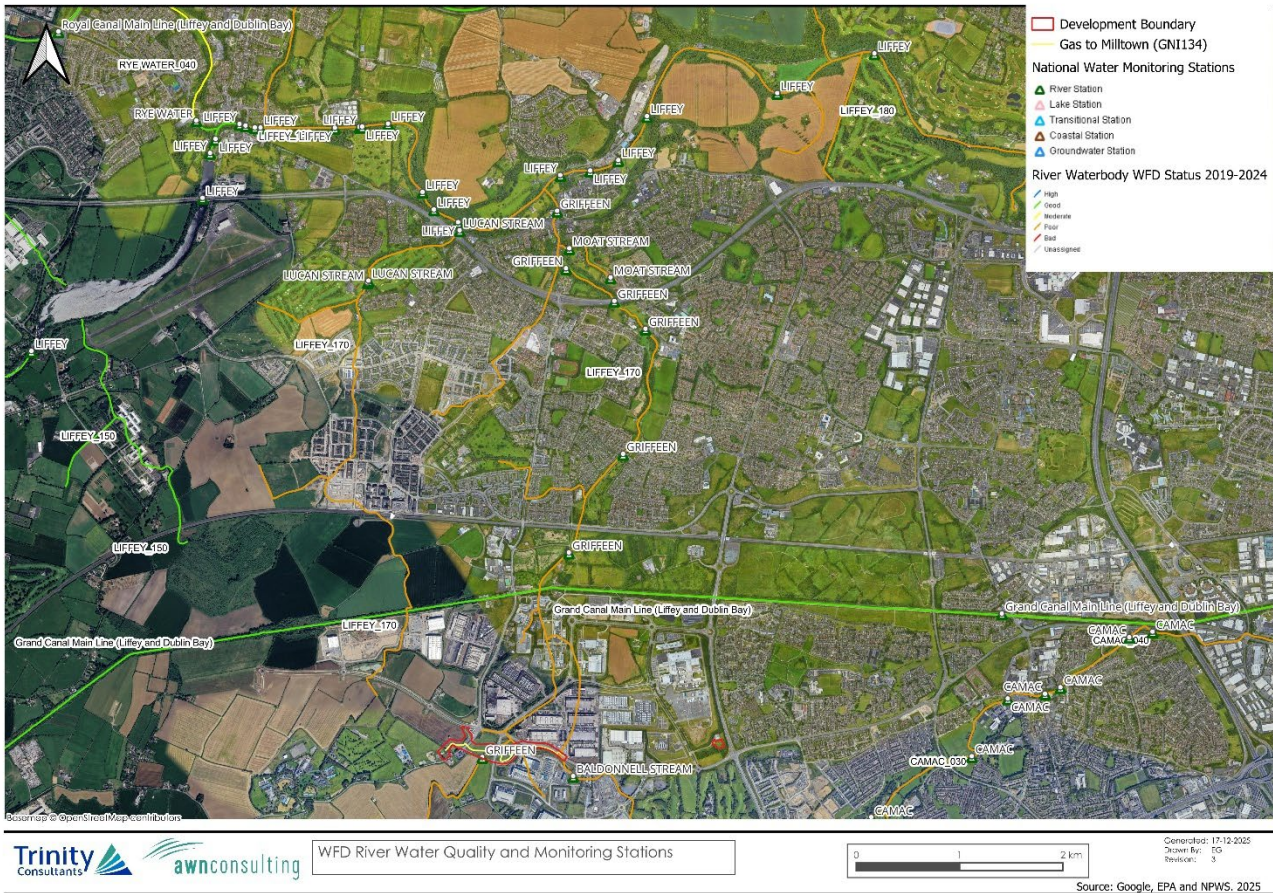 Royal Canal Main Line (Liffey and Dublin Bay)
RYE WATER_040
RYE WATER
LIFFEY
LIFFEY
LIFFEY
LIFFEY
LIFFEY
LIFFEY
LIFFEY
LIFFEY
LIFFEY
LIFFEY
LIFFEY
LIFFEY
LIFFEY_180
LIFFEY
LIFFEY
LIFFEY
LIFFEY
LIFFEY
LIFFEY
LUCAN STREAM
LIFFEY
GRIFFEEN
MOAT STREAM
GRIFFEEN
MOAT STREAM
LUCAN STREAM
LUCAN STREAM
GRIFFEEN
GRIFFEEN
LIFFEY_170
LIFFEY
LIFFEY_170
LIFFEY_150
GRIFFEEN
LIFFEY_150
GRIFFEEN
Grand Canal Main Line (Liffey and Dublin Bay)
Grand Canal Main Line (Liffey and Dublin Bay)
LIFFEY_170
Grand Canal Main Line (Liffey and Dublin Bay)
CAMAC
CAMAC
CAMAC_040
CAMAC
CAMAC
CAMAC
GRIFFEEN
CAMAC
CAMAC_030
BALDONNELL STREAM
CAMAC
Basemap © OpenStreetMap contributors
Development Boundary
Gas to Milltown (GNI134)
National Water Monitoring Stations
River Station
Lake Station
Transitional Station
Coastal Station
Groundwater Station
River Waterbody WFD Status 2019-2024
High
Good
Moderate
Poor
Bad
Unassigned
Trinity
Consultants
awnconsulting
WFD River Water Quality and Monitoring Stations
0 1 2 km
Generated: 17-12-2025
Drawn By: EG
Revision: 3
Source: Google, EPA and NPWS. 2025